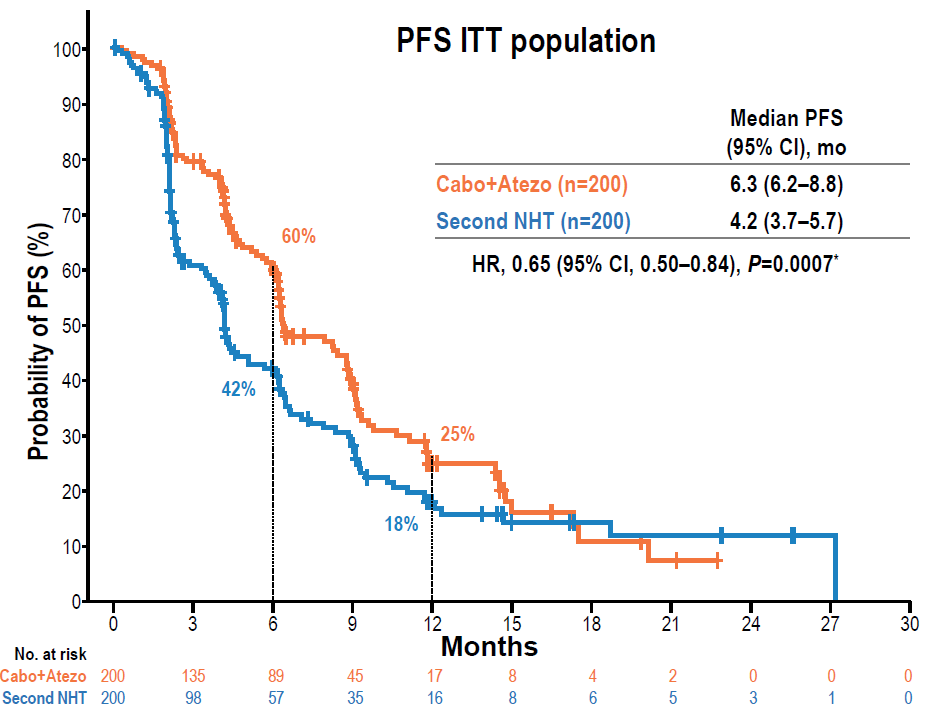 PFS ITT population
Probability of PFS (%)
100
90
80
70
60
50
40
30
20
10
0
Median PFS
(95% CI), mo
Cabo+Atezo (n=200) 6.3 (6.2–8.8)
Second NHT (n=200) 4.2 (3.7–5.7)
HR, 0.65 (95% CI, 0.50–0.84), P=0.0007*
60%
42%
25%
18%
0 3 6 9 12 15 18 21 24 27 30
Months
No. at risk
Cabo+Atezo 200 135 89 45 17 8 4 2 0 0 0
Second NHT 200 98 57 35 16 8 6 5 3 1 0